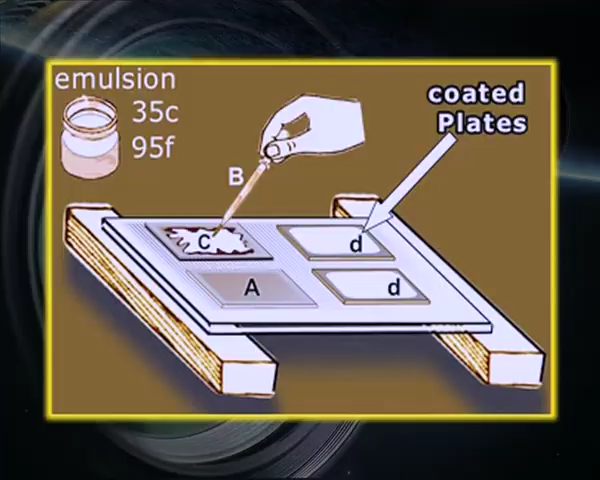 emulsion
35c
95f
coated
Plates
B
C
d
A
d